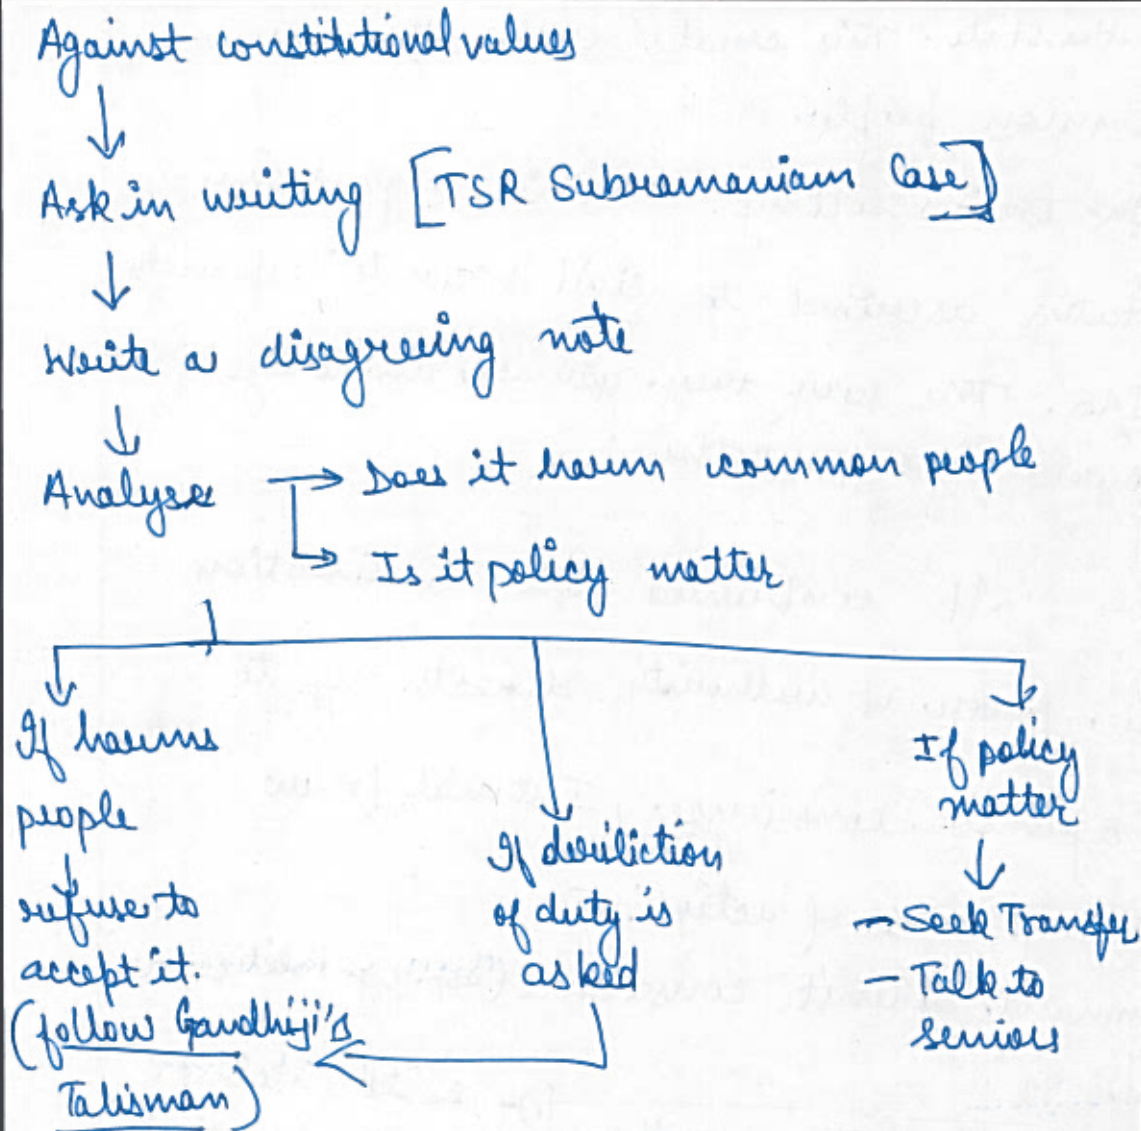 Against constitutional values
Ask in writing [TSR Subramaniam Case]
Write a disagreeing note
Analyse → Does it harm common people
→ Is it policy matter
If harms
people
refuse to
accept it.
(follow Gandhiji's
Talisman)
If deriliction
of duty is
asked
If policy
matter
- Seek Transfer
- Talk to
seniors